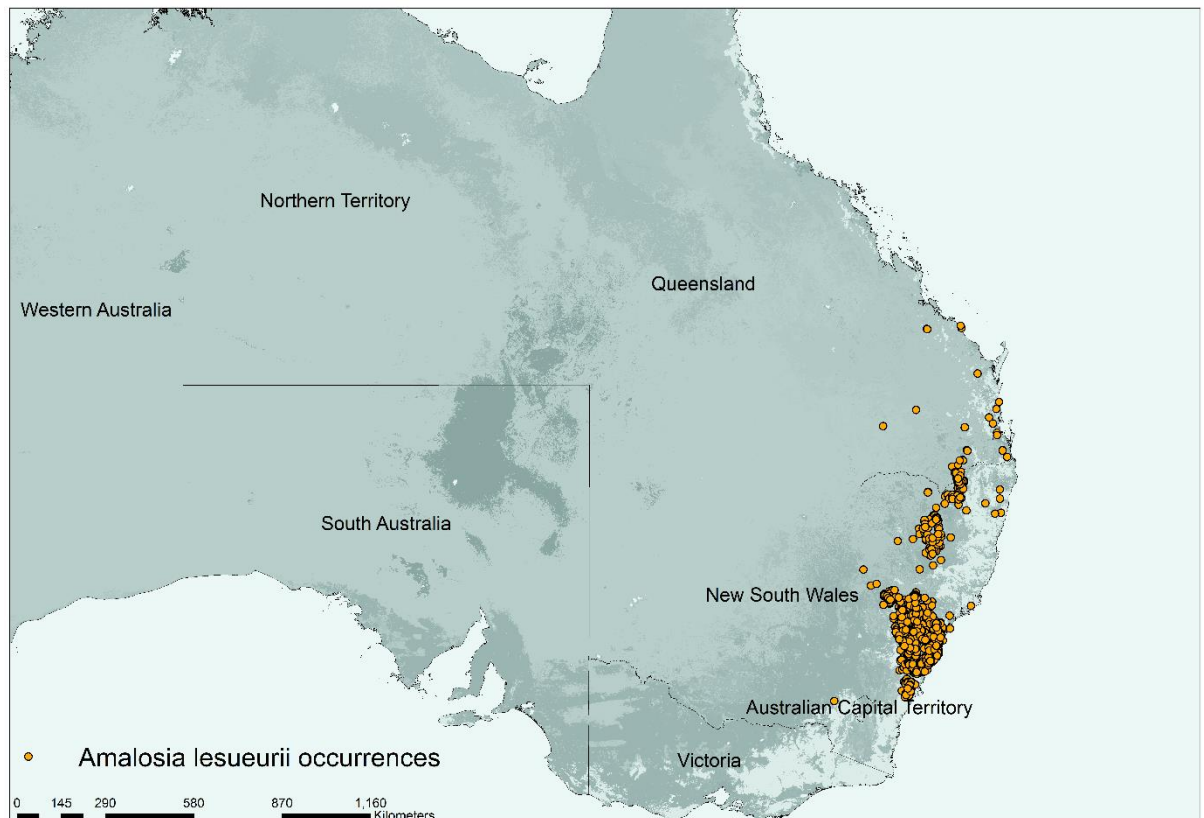 Northern Territory
Queensland
Western Australia
South Australia
New South Wales
Australian Capital Territory
Victoria
Amalosia lesueurii occurrences
0 145 290 580 870 1,160
Kilometers